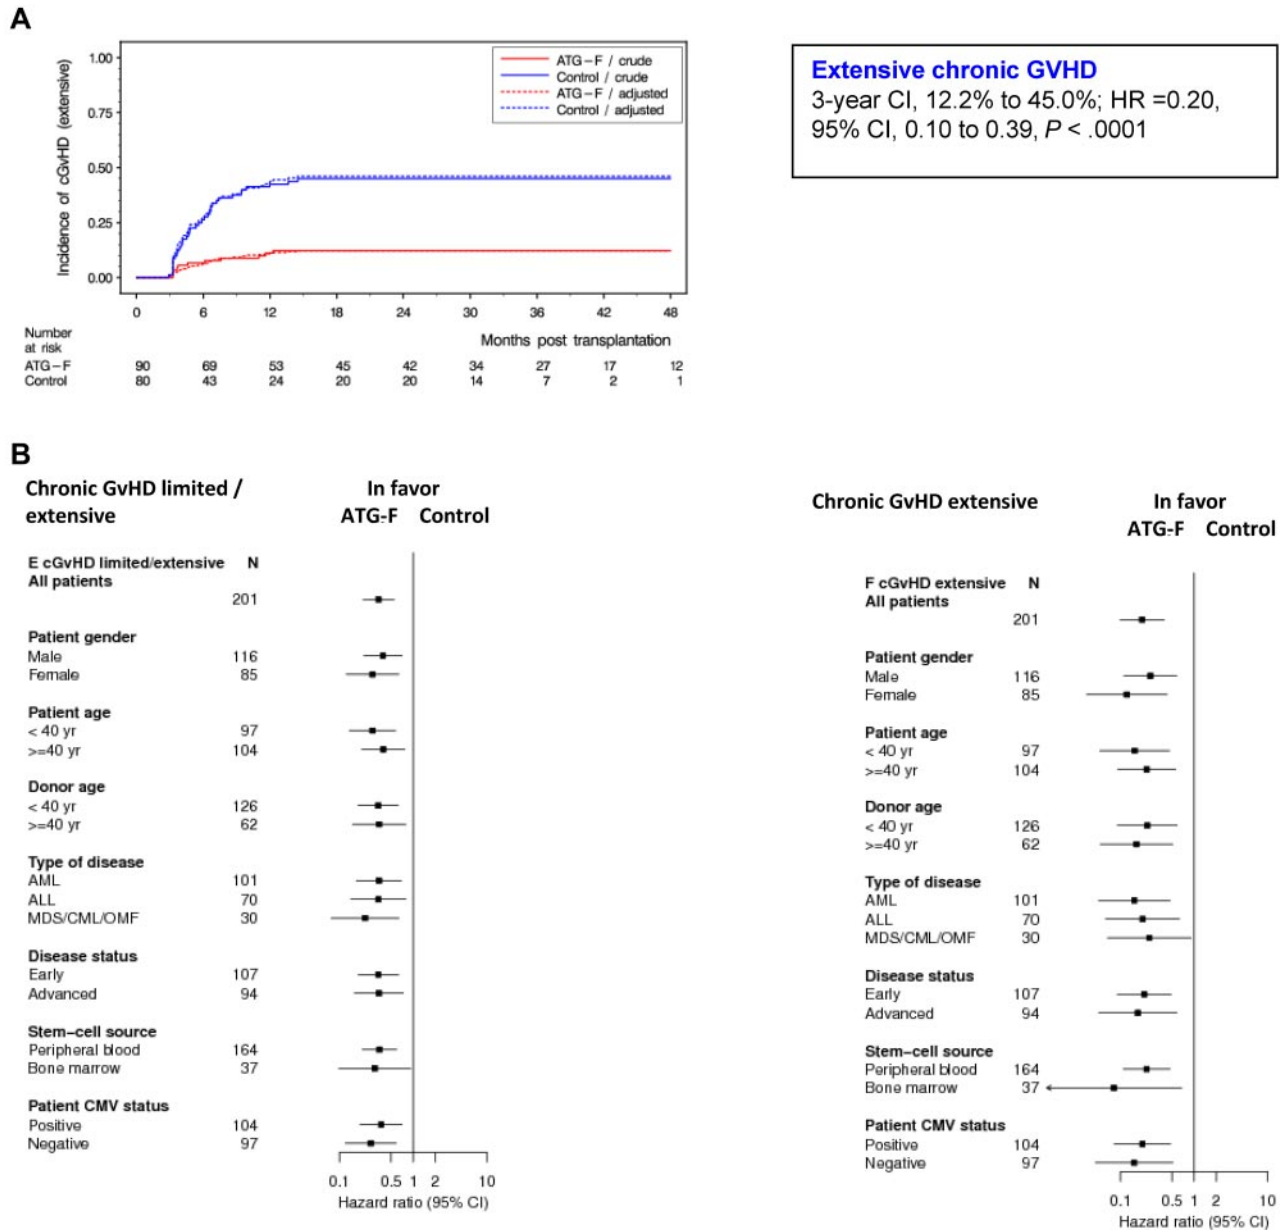 A
1.00
0.75
0.50
0.25
0.00
Incidence of cGvHD (extensive)
ATG-F / crude
Control / crude
ATG-F / adjusted
Control / adjusted
0 6 12 18 24 30 36 42 48
Number
at risk
Months post transplantation
ATG-F 90 69 53 45 42 34 27 17 12
Control 80 43 24 20 20 14 7 2 1
Extensive chronic GVHD
3-year CI, 12.2% to 45.0%; HR =0.20,
95% CI, 0.10 to 0.39, P < .0001
B
Chronic GvHD limited /
extensive
In favor
ATG-F Control
E cGvHD limited/extensive N
All patients
201
Patient gender
Male 116
Female 85
Patient age
< 40 yr 97
>=40 yr 104
Donor age
< 40 yr 126
>=40 yr 62
Type of disease
AML 101
ALL 70
MDS/CML/OMF 30
Disease status
Early 107
Advanced 94
Stem-cell source
Peripheral blood 164
Bone marrow 37
Patient CMV status
Positive 104
Negative 97
0.1 0.5 1 2 10
Hazard ratio (95% CI)
Chronic GvHD extensive
In favor
ATG-F Control
F cGvHD extensive N
All patients
201
Patient gender
Male 116
Female 85
Patient age
< 40 yr 97
>=40 yr 104
Donor age
< 40 yr 126
>=40 yr 62
Type of disease
AML 101
ALL 70
MDS/CML/OMF 30
Disease status
Early 107
Advanced 94
Stem-cell source
Peripheral blood 164
Bone marrow 37
Patient CMV status
Positive 104
Negative 97
0.1 0.5 1 2 10
Hazard ratio (95% CI)